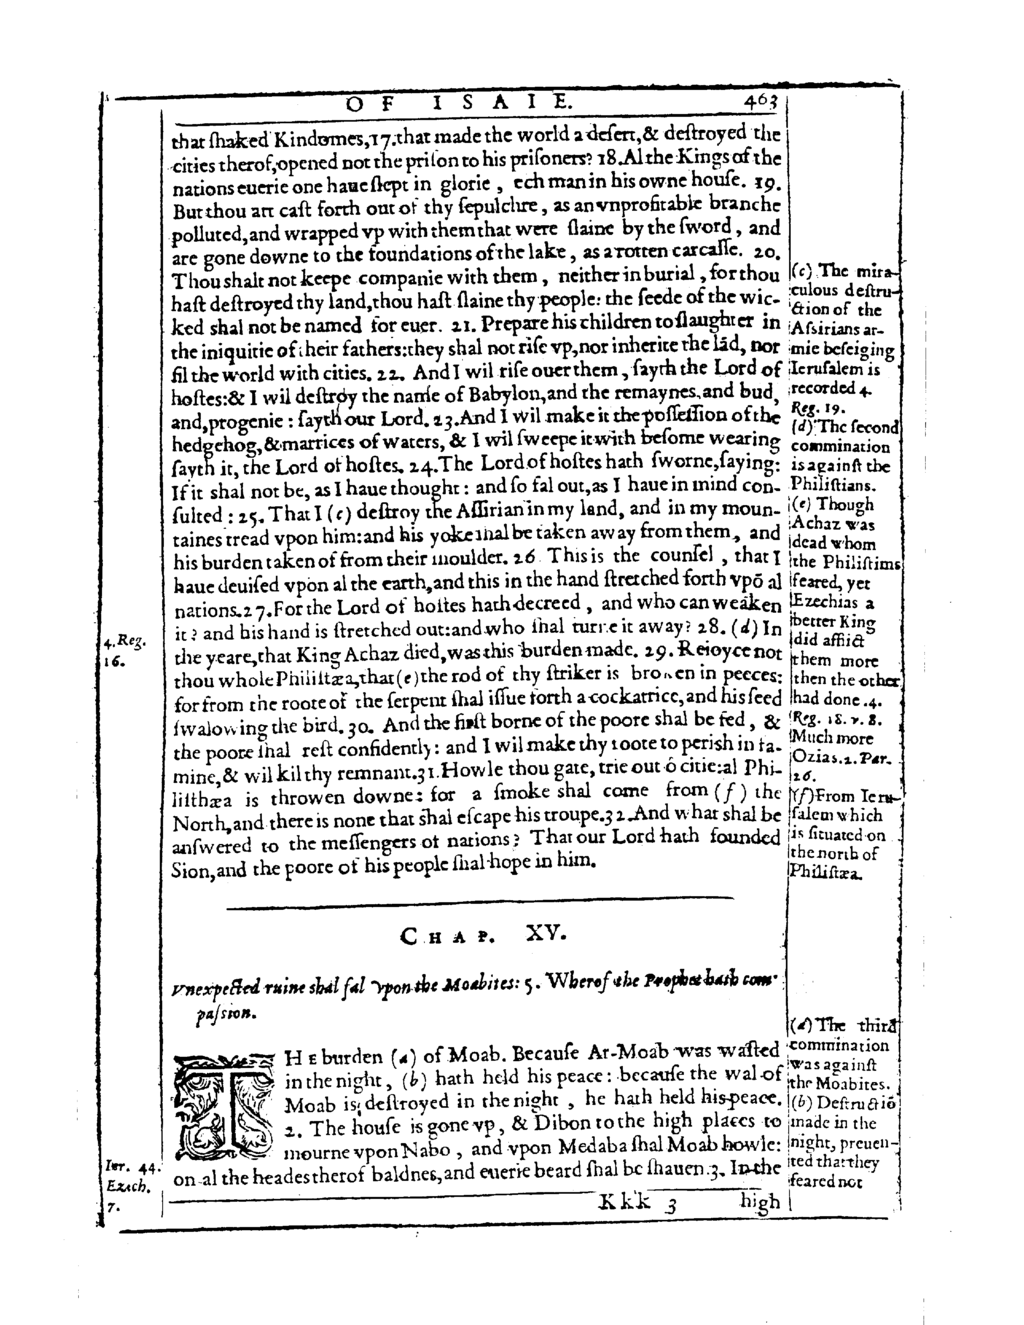 OF ISAIE. 463
that ſhaked Kindomes,17.that made the world a deſert,& deſtroyed the
cities therof,opened not the priſon to his priſoners? 18.Al the Kings of the
nations euerie one haue ſlept in glorie , ech man in his owne houſe. 19.
But thou art caſt forth out of thy ſepulchre, as an vnprofitable branche
polluted,and wrapped vp with them that were ſlaine by the ſword, and
are gone downe to the foundations of the lake, as a rotten carcaſſe. 20.
Thou shalt not keepe companie with them , neither in burial , for thou
haſt deſtroyed thy land,thou haſt ſlaine thy people: the ſeede of the wic-
ked shal not be named for euer. 21. Prepare his children to ſlaughter in
the iniquitie of their fathers:they shal not riſe vp,nor inherite the lād, nor
fil the world with cities. 22. And I wil riſe ouer them, ſayth the Lord of
hoſtes:& I wil deſtroy the name of Babylon,and the remaynes,and bud,
and,progenie : ſayth our Lord. 23.And I wil make it the poſſeſſion of the
hedgehog,& marrices of waters, & I wil ſweepe it with beſome wearing
ſayth it, the Lord of hoſtes. 24.The Lord of hoſtes hath ſworne,ſaying:
If it shal not be, as I haue thought : and ſo fal out,as I haue in mind con-
ſulted : 25. That I (c) deſtroy the Aſſirian in my land, and in my moun-
taines tread vpon him:and his yoke shal be taken away from them, and
his burden taken of from their shoulder. 26 This is the counſel , that I
haue deuiſed vpon al the earth,and this in the hand ſtretched forth vpō al
nations.27.For the Lord of hoſtes hath decreed , and who can weaken
it ? and his hand is ſtretched out:and who shal turne it away? 28. (d) In
the yeare,that King Achaz died,was this burden made. 29. Reioyce not
thou whole Philiſtæa,that (e) the rod of thy ſtriker is broken in peeces:
for from the roote of the ſerpent ſhal iſſue forth a cockatrice, and his ſeed
ſwalowing the bird. 30. And the firſt borne of the poore shal be fed, &
the poore shal reſt confidently: and I wil make thy roote to perish in fa-
mine,& wil kil thy remnant.31.Howle thou gate, crie out ó citie:al Phi-
liſthæa is throwen downe: for a ſmoke shal come from (f) the
North,and there is none that shal eſcape his troupe.32.And what shal be
anſwered to the meſſengers of nations? That our Lord hath founded
Sion,and the poore of his people ſhal hope in him.
4.Reg.
16.
(c) The mira-
culous deſtru-
ction of the
Aſsirians ar-
mie beſeiging
Ieruſalem is
recorded 4.
Reg. 19.
(d) The ſecond
commination
is againſt the
Philiſtians.
(e) Though
Achaz was
dead whom
the Philiſtims
feared, yet
Ezechias a
better King
did afflict
them more
then the other
had done .4.
Reg. 18. v. 8.
Much more
Ozias.2. Par.
26.
(f) From Ieru-
ſalem which
is ſituated on
the north of
Philiſtæa.
CHAP. XV.
Vnexpected ruine shal fal vpon the Moabites: 5. Wherof the Prophet hath com-
paſsion.
THE burden (a) of Moab. Becauſe Ar-Moab was waſted
in the night, (b) hath held his peace: becauſe the wal of
Moab is deſtroyed in the night , he hath held his peace.
2. The houſe is gone vp, & Dibon to the high places to
mourne vpon Nabo , and vpon Medaba ſhal Moab howle:
on al the heades therof baldnes,and euerie beard ſhal be ſhauen.3. In the
Ier. 44.
Ezech.
7.
(a) The third
commination
was againſt
the Moabites.
(b) Deſtructiō
made in the
night, preuen-
ted that they
feared not
Kkk 3 high